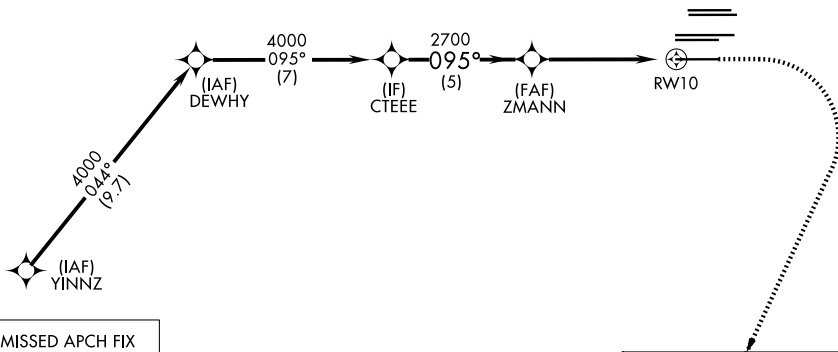 4000
095°
(7)
2700
095°
(5)
(IAF)
DEWHY
(IF)
CTEEE
(FAF)
ZMANN
RW10
4000
044°
(9.7)
(IAF)
YINNZ
MISSED APCH FIX